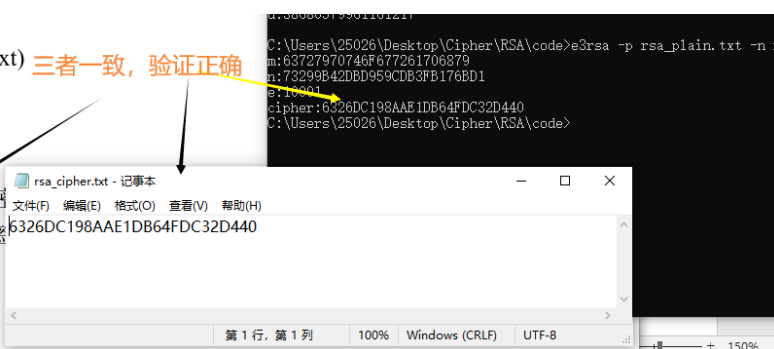 C:\Users\25026\Desktop\Cipher\RSA\code>e3rsa -p rsa_plain.txt -n
m:63727970746F677261706879
n:73299B42DBD959CDB3FB176BD1
e:10001
cipher:6326DC198AAE1DB64FDC32D440
C:\Users\25026\Desktop\Cipher\RSA\code>
xt) 三者一致，验证正确
rsa_cipher.txt - 记事本
文件(F) 编辑(E) 格式(O) 查看(V) 帮助(H)
6326DC198AAE1DB64FDC32D440
第 1 行，第 1 列 100% Windows (CRLF) UTF-8
150%